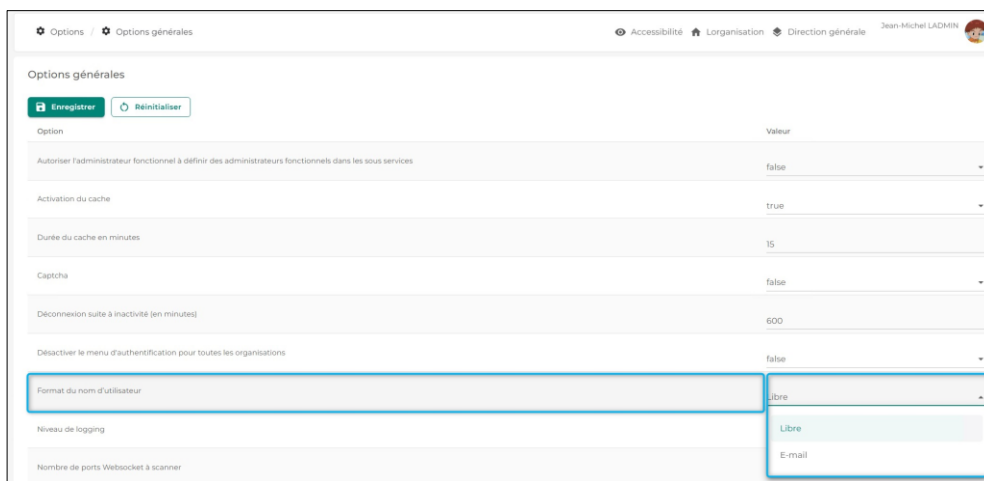 Options / Options générales
Accessibilité Lorganisation Direction générale Jean-Michel LADMIN
Options générales
Enregistrer Réinitialiser
Option Valeur
Autoriser l'administrateur fonctionnel à définir des administrateurs fonctionnels dans les sous services
false
Activation du cache
true
Durée du cache en minutes
15
Captcha
false
Déconnexion suite à inactivité (en minutes)
600
Désactiver le menu d'authentification pour toutes les organisations
false
Format du nom d'utilisateur
Libre
Niveau de logging
Libre
E-mail
Nombre de ports Websocket à scanner